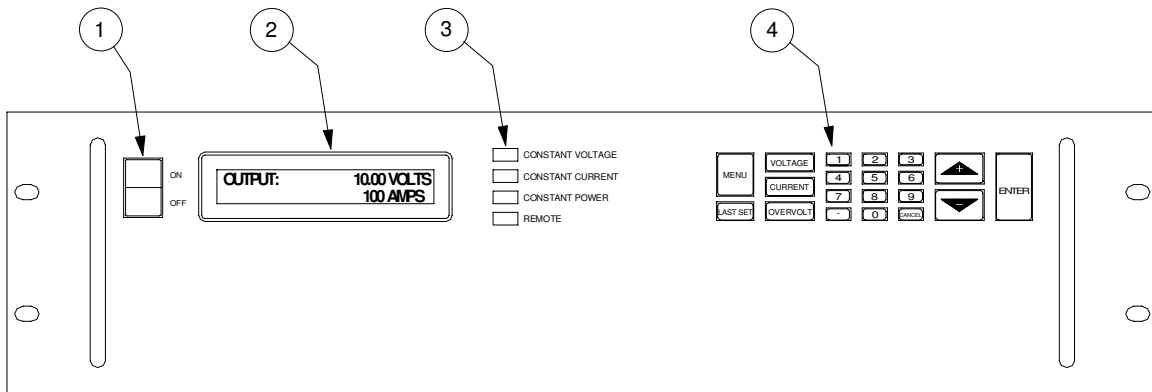 1
2
3
4
ON
OFF
OUTPUT: 10.00 VOLTS
100 AMPS
CONSTANT VOLTAGE
CONSTANT CURRENT
CONSTANT POWER
REMOTE
MENU
LAST SET
VOLTAGE
CURRENT
OVERVOLT
1 2 3
4 5 6
7 8 9
. 0 CANCEL
+
−
ENTER